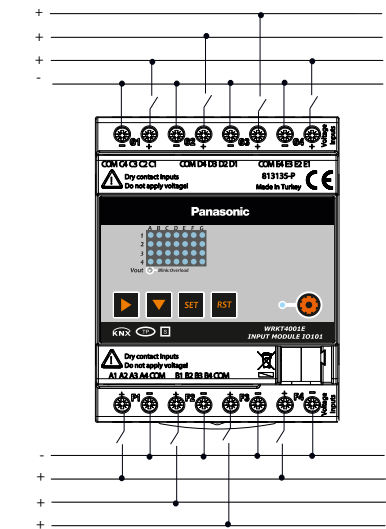 +
+
+
-
G1 G2 G3 G4 Voltage Inputs
- + - + - + - +
COM C4 C3 C2 C1 COM D4 D3 D2 D1 COM E4 E3 E2 E1
Dry contact inputs
Do not apply voltage!
813135-P
Made in Turkey
CE
Panasonic
A B C D E F G
1
2
3
4
Vout Blink:Overload
SET RST
KNX TP S
WRKT4001E
INPUT MODULE IO101
Dry contact inputs
Do not apply voltage!
A1 A2 A3 A4 COM B1 B2 B3 B4 COM
+ - + - + - + -
F1 F2 F3 F4 Voltage Inputs
-
+
+
+